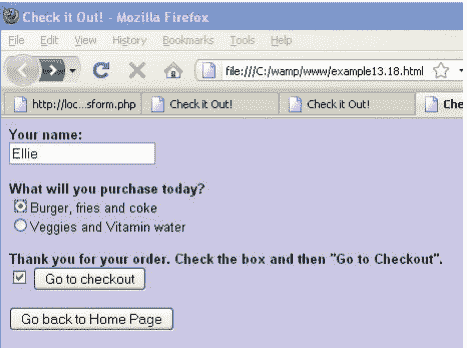 Check it Out! - Mozilla Firefox
File Edit View History Bookmarks Tools Help
file:///C:/wamp/www/example13.18.html
http://loc...sform.php Check it Out! Check it Out! Che
Your name:
Ellie
What will you purchase today?
Burger, fries and coke
Veggies and Vitamin water
Thank you for your order. Check the box and then "Go to Checkout".
Go to checkout
Go back to Home Page